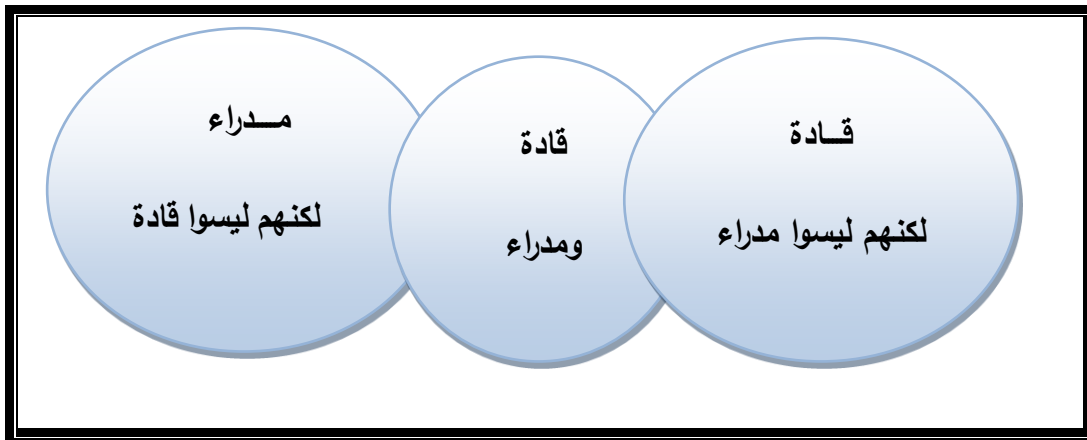 قــادة
لكنهم ليسوا مدراء
قادة
ومدراء
مــدراء
لكنهم ليسوا قادة